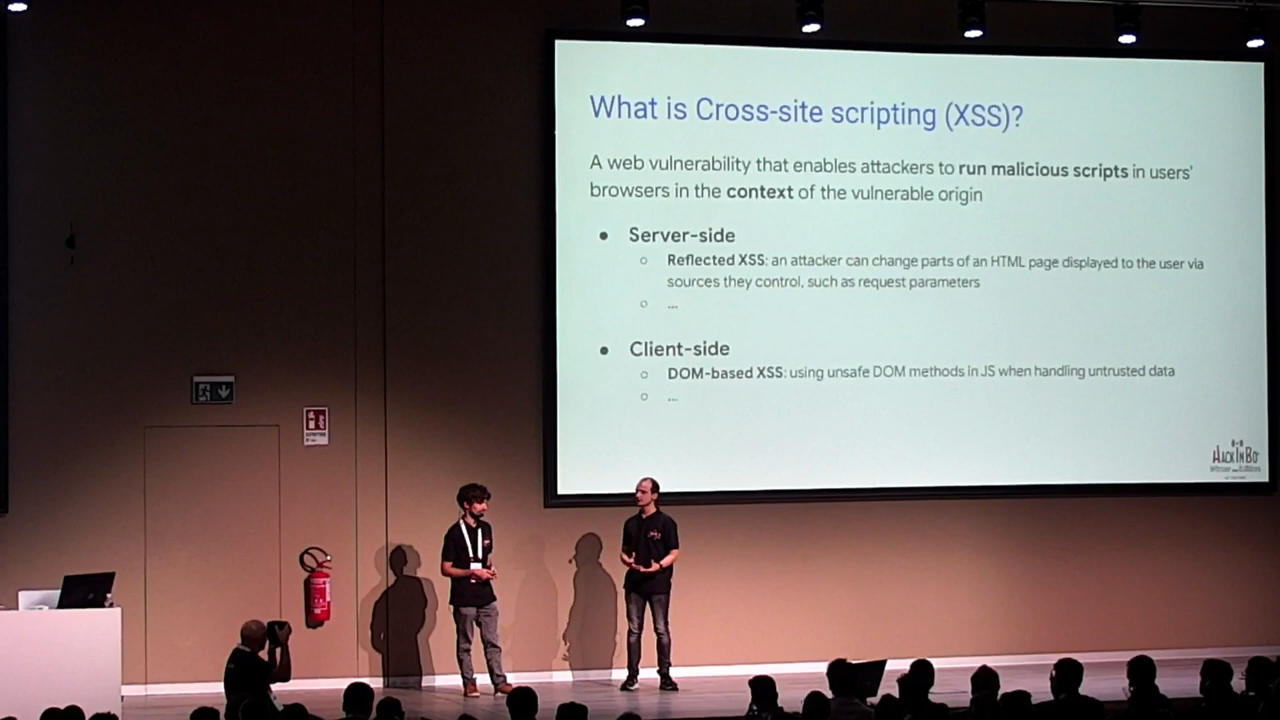 What is Cross-site scripting (XSS)?
A web vulnerability that enables attackers to run malicious scripts in users'
browsers in the context of the vulnerable origin
● Server-side
○ Reflected XSS: an attacker can change parts of an HTML page displayed to the user via
sources they control, such as request parameters
○ ...
● Client-side
○ DOM-based XSS: using unsafe DOM methods in JS when handling untrusted data
○ ...
HackInBo
Winter Edition